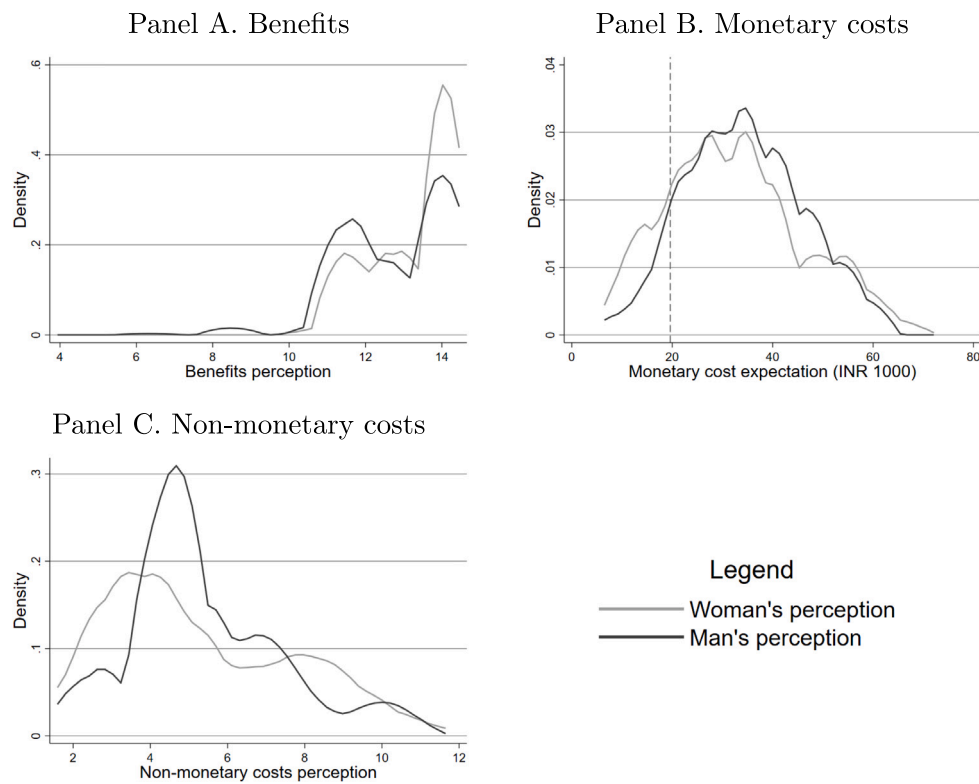 Panel A. Benefits
Density
0 .2 .4 .6
4 6 8 10 12 14
Benefits perception
Panel B. Monetary costs
Density
0 .01 .02 .03 .04
0 20 40 60 80
Monetary cost expectation (INR 1000)
Panel C. Non-monetary costs
Density
0 .1 .2 .3
2 4 6 8 10 12
Non-monetary costs perception
Legend
Woman's perception
Man's perception